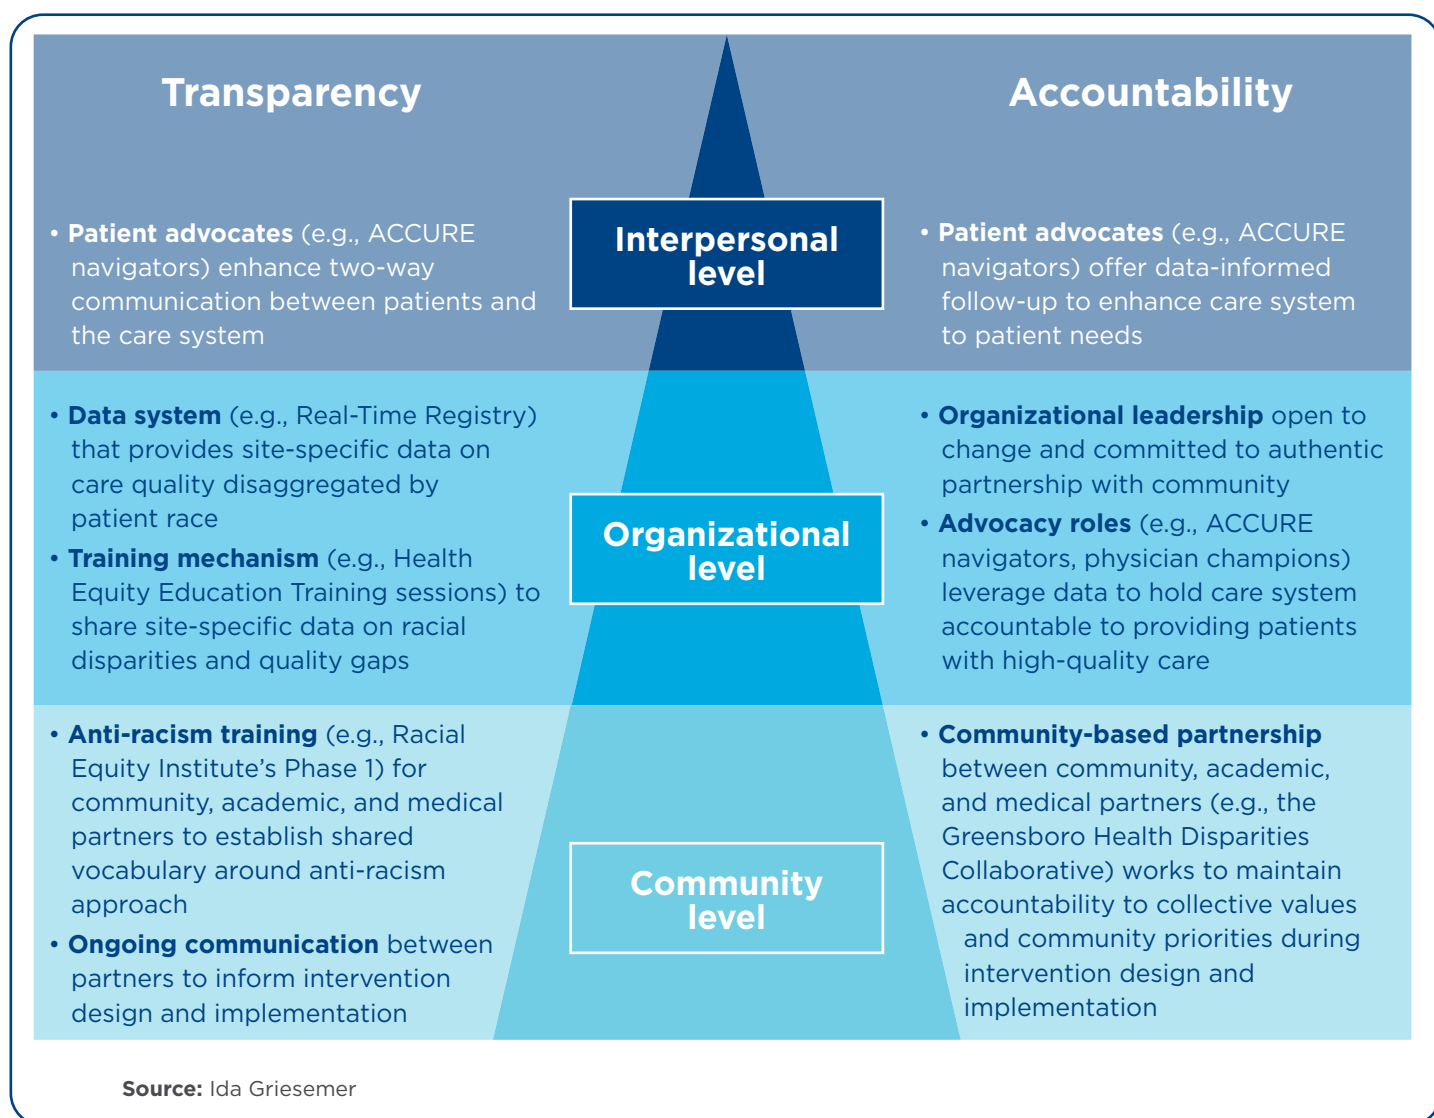 Transparency
Accountability
Interpersonal
level
• Patient advocates (e.g., ACCURE
navigators) enhance two-way
communication between patients and
the care system
• Patient advocates (e.g., ACCURE
navigators) offer data-informed
follow-up to enhance care system
to patient needs
Organizational
level
• Data system (e.g., Real-Time Registry)
that provides site-specific data on
care quality disaggregated by
patient race
• Training mechanism (e.g., Health
Equity Education Training sessions) to
share site-specific data on racial
disparities and quality gaps
• Organizational leadership open to
change and committed to authentic
partnership with community
• Advocacy roles (e.g., ACCURE
navigators, physician champions)
leverage data to hold care system
accountable to providing patients
with high-quality care
Community
level
• Anti-racism training (e.g., Racial
Equity Institute's Phase 1) for
community, academic, and medical
partners to establish shared
vocabulary around anti-racism
approach
• Ongoing communication between
partners to inform intervention
design and implementation
• Community-based partnership
between community, academic,
and medical partners (e.g., the
Greensboro Health Disparities
Collaborative) works to maintain
accountability to collective values
and community priorities during
intervention design and
implementation
Source: Ida Griesemer